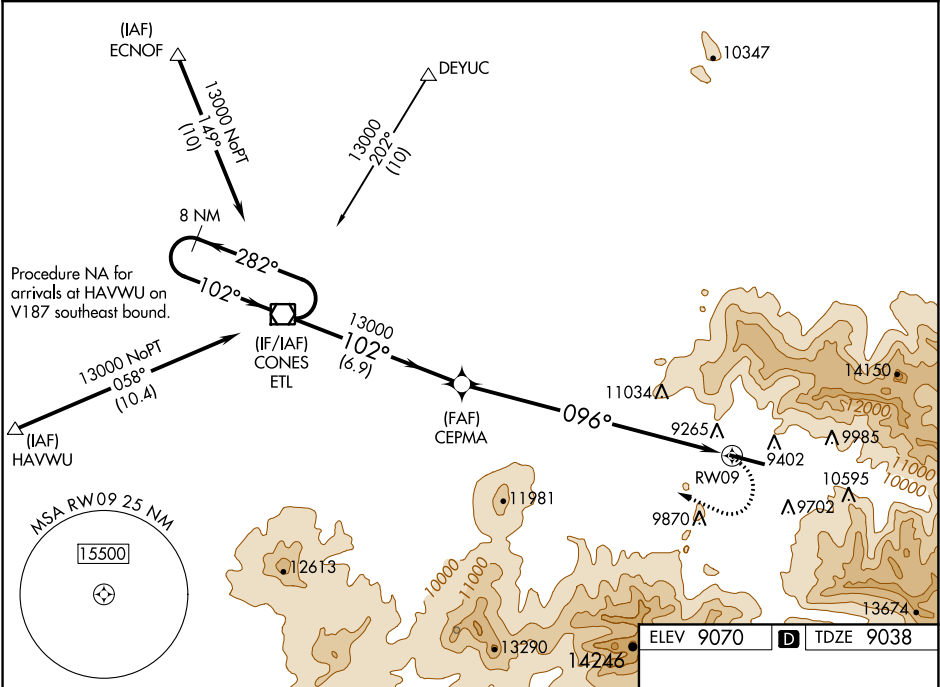 (IAF)
ECNOF
DEYUC
10347
13000 NoPT
149°
(10)
13000
202°
(10)
8 NM
282°
102°
Procedure NA for
arrivals at HAVWU on
V187 southeast bound.
(IF/IAF)
CONES
ETL
13000
102°
(6.9)
13000 NoPT
058°
(10.4)
(IAF)
HAVWU
(FAF)
CEPMA
096°
11034
14150
12000
9265
9402
9985
11000
10000
RW09
10595
9702
9870
11981
MSA RW09 25 NM
15500
12613
10000
11000
13290
14246
13674
ELEV 9070 D TDZE 9038